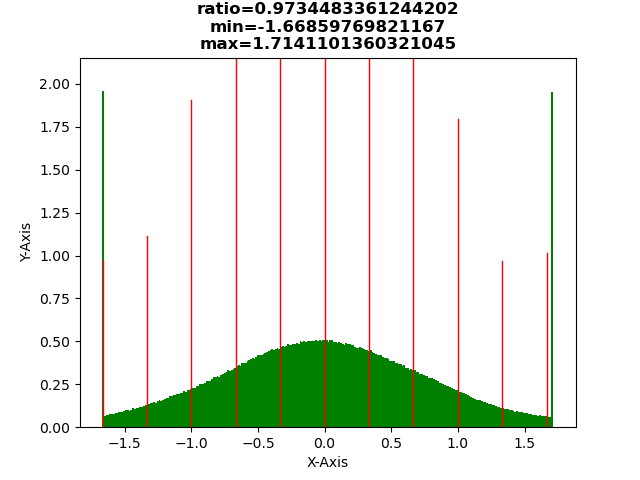 ratio=0.9734483361244202
min=-1.66859769821167
max=1.7141101360321045
2.00
1.75
1.50
1.25
1.00
0.75
0.50
0.25
0.00
Y-Axis
−1.5 −1.0 −0.5 0.0 0.5 1.0 1.5
X-Axis